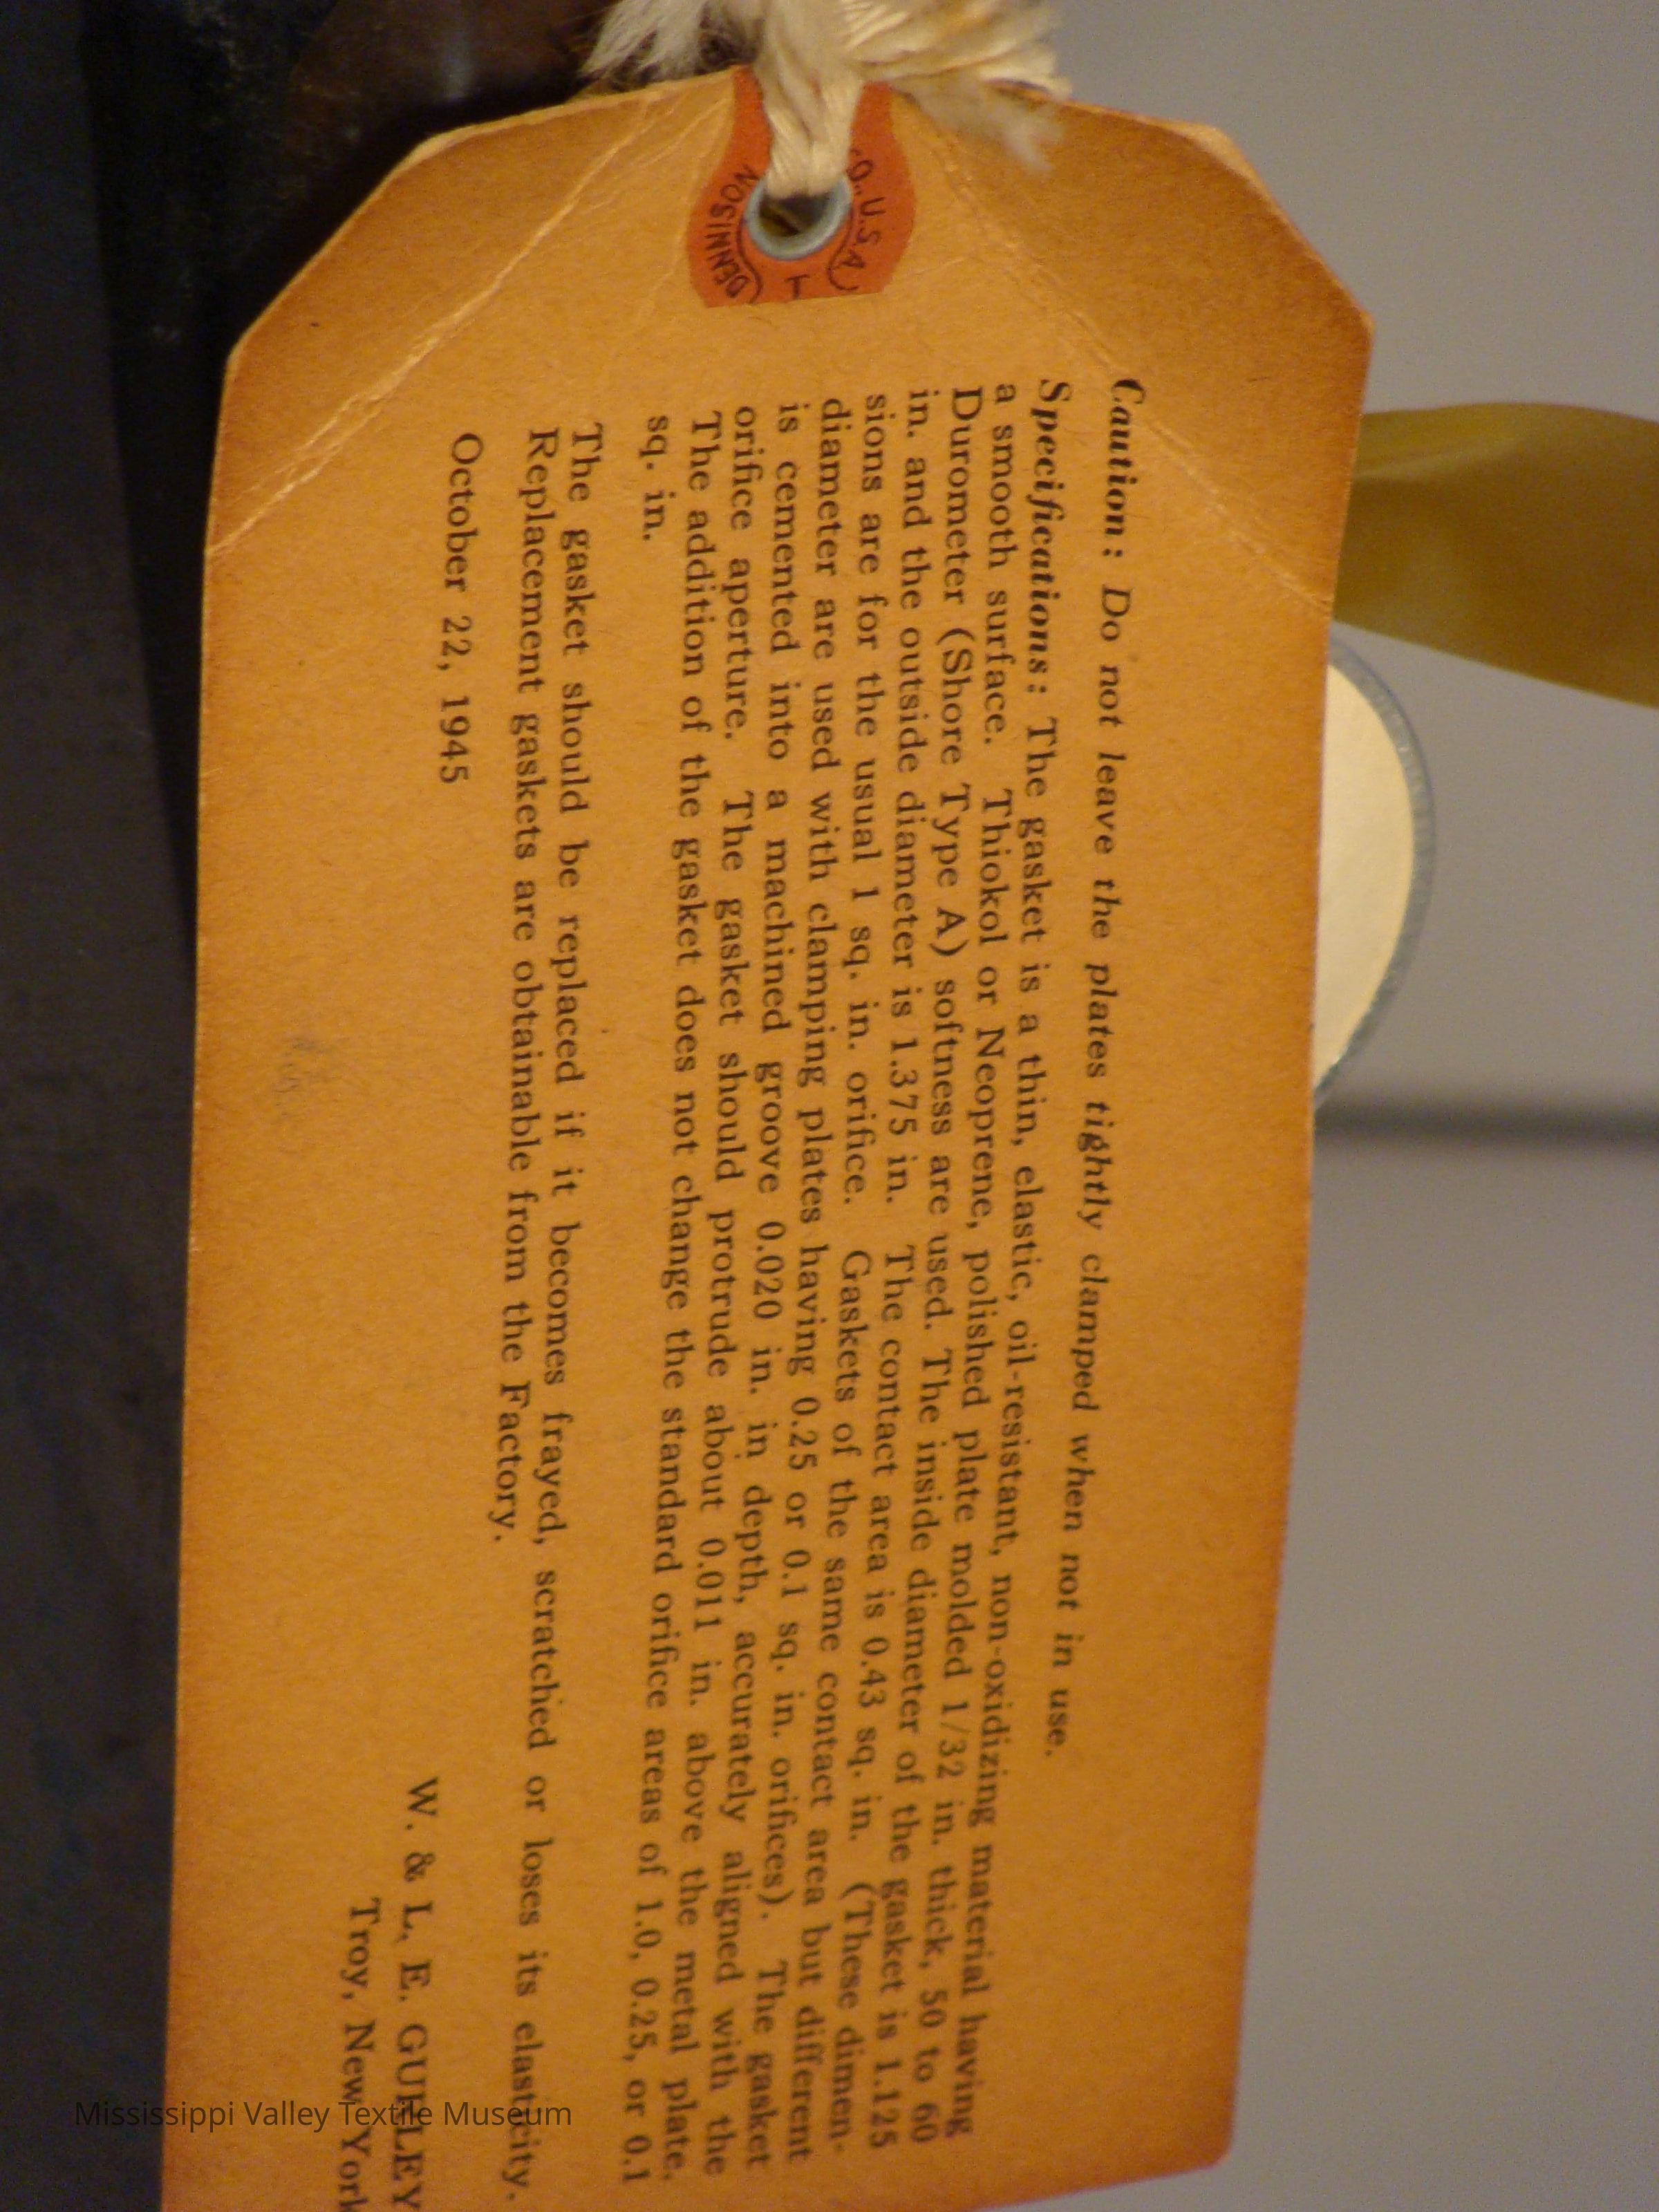 Caution: Do not leave the plates tightly clamped when not in use.
Specifications: The gasket is a thin, elastic, oil-resistant, non-oxidizing material having
a smooth surface. Thiokol or Neoprene, polished plate molded 1/32 in. thick, 50 to 60
Durometer (Shore Type A) softness are used. The inside diameter of the gasket is 1.125
in. and the outside diameter is 1.375 in. The contact area is 0.43 sq. in. (These dimen-
sions are for the usual 1 sq. in. orifice. Gaskets of the same contact area but different
diameter are used with clamping plates having 0.25 or 0.1 sq. in. orifices). The gasket
is cemented into a machined groove 0.020 in. in depth, accurately aligned with the
orifice aperture. The gasket should protrude about 0.011 in. above the metal plate.
The addition of the gasket does not change the standard orifice areas of 1.0, 0.25, or 0.1
sq. in.
The gasket should be replaced if it becomes frayed, scratched or loses its elasticity.
Replacement gaskets are obtainable from the Factory.
October 22, 1945
W. & L. E. GURLEY
Troy, New York
DENNISON CO., U.S.A.
Mississippi Valley Textile Museum